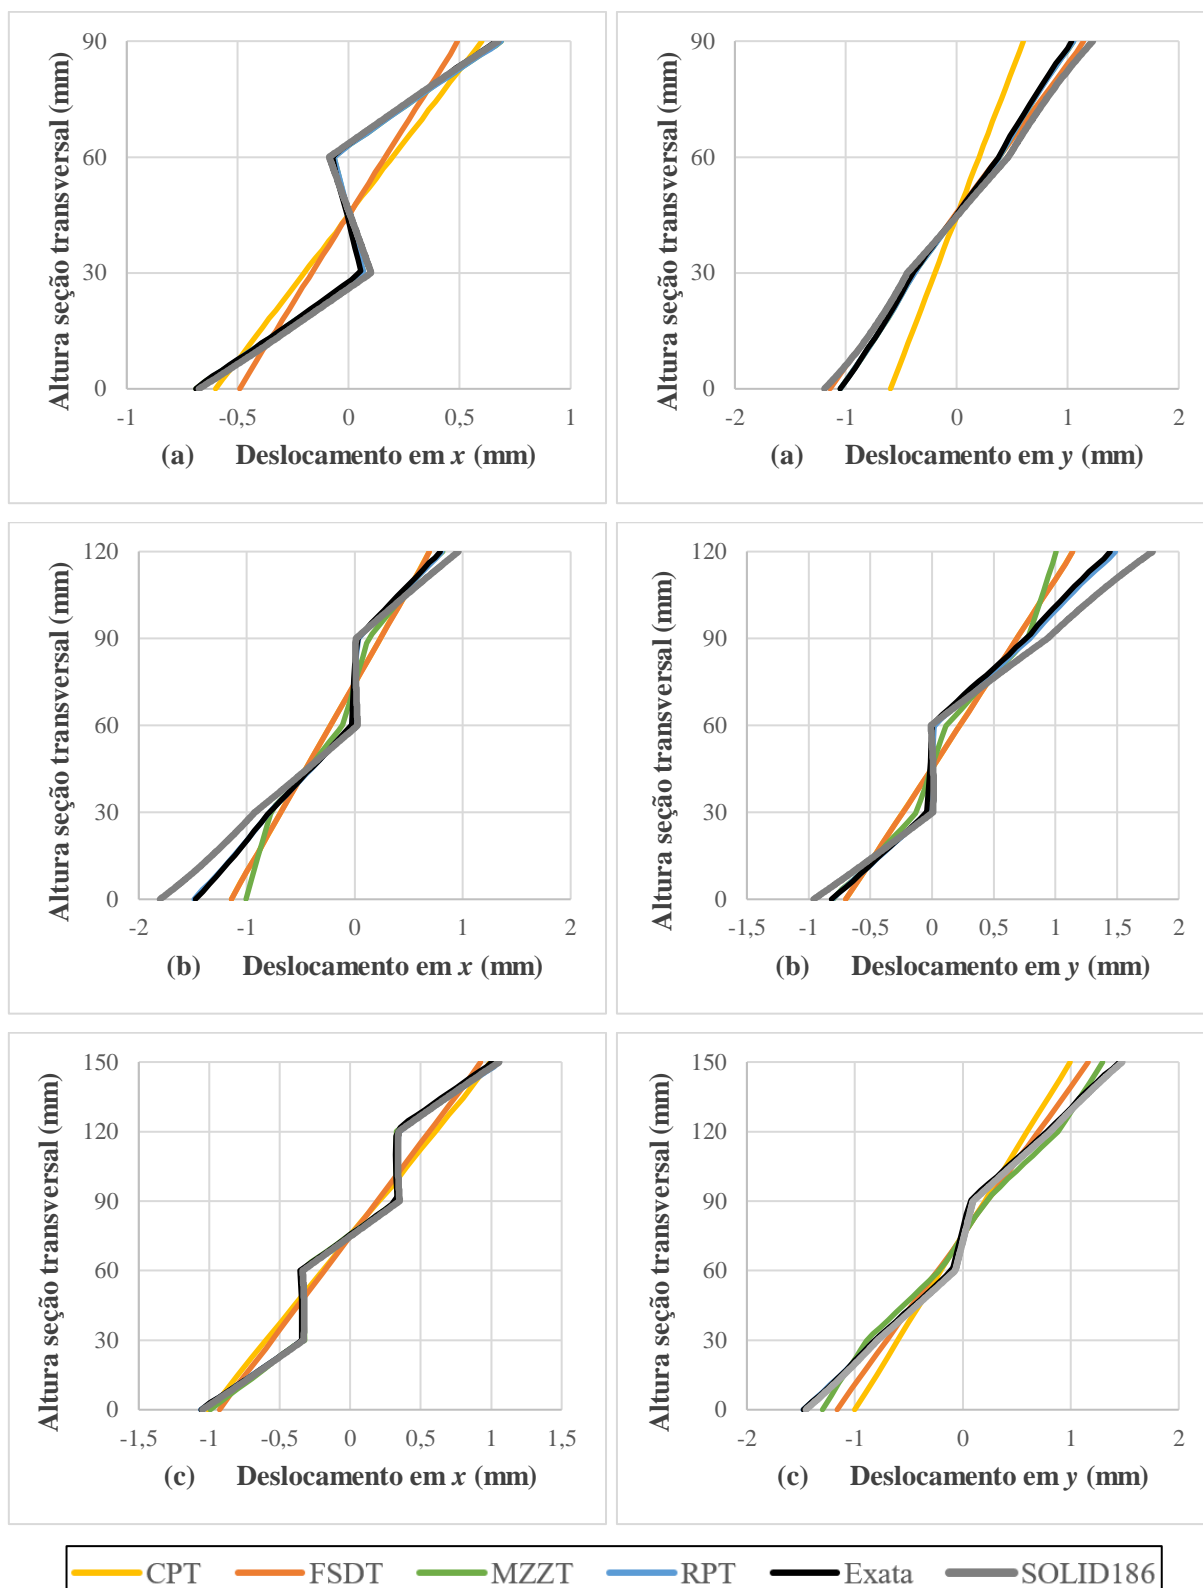 Altura seção transversal (mm)
90
60
30
0
-1 -0,5 0 0,5 1
(a) Deslocamento em x (mm)
Altura seção transversal (mm)
90
60
30
0
-2 -1 0 1 2
(a) Deslocamento em y (mm)
Altura seção transversal (mm)
120
90
60
30
0
-2 -1 0 1 2
(b) Deslocamento em x (mm)
Altura seção transversal (mm)
120
90
60
30
0
-1,5 -1 -0,5 0 0,5 1 1,5 2
(b) Deslocamento em y (mm)
Altura seção transversal (mm)
150
120
90
60
30
0
-1,5 -1 -0,5 0 0,5 1 1,5
(c) Deslocamento em x (mm)
Altura seção transversal (mm)
150
120
90
60
30
0
-2 -1 0 1 2
(c) Deslocamento em y (mm)
CPT FSDT MZZT RPT Exata SOLID186